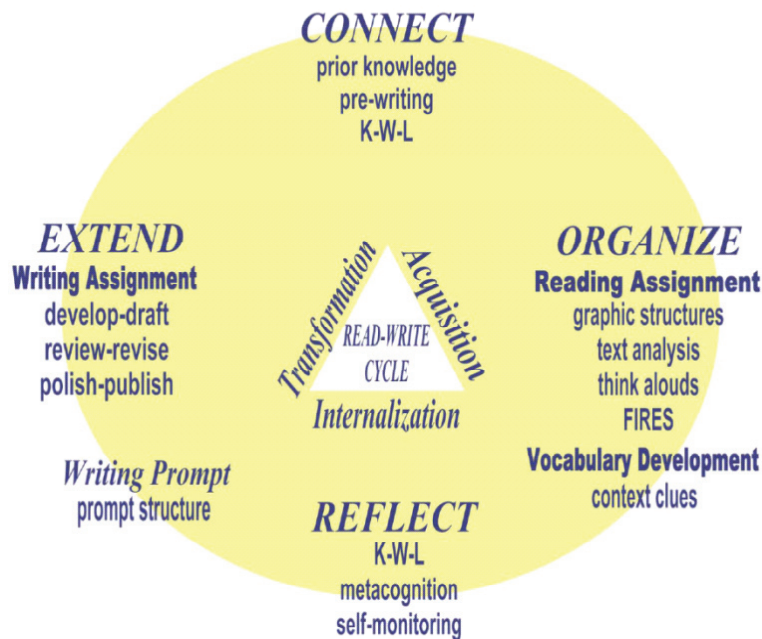 CONNECT
prior knowledge
pre-writing
K-W-L
EXTEND
Writing Assignment
develop-draft
review-revise
polish-publish
Writing Prompt
prompt structure
Transformation
Acquisition
READ-WRITE
CYCLE
Internalization
ORGANIZE
Reading Assignment
graphic structures
text analysis
think alouds
FIRES
Vocabulary Development
context clues
REFLECT
K-W-L
metacognition
self-monitoring